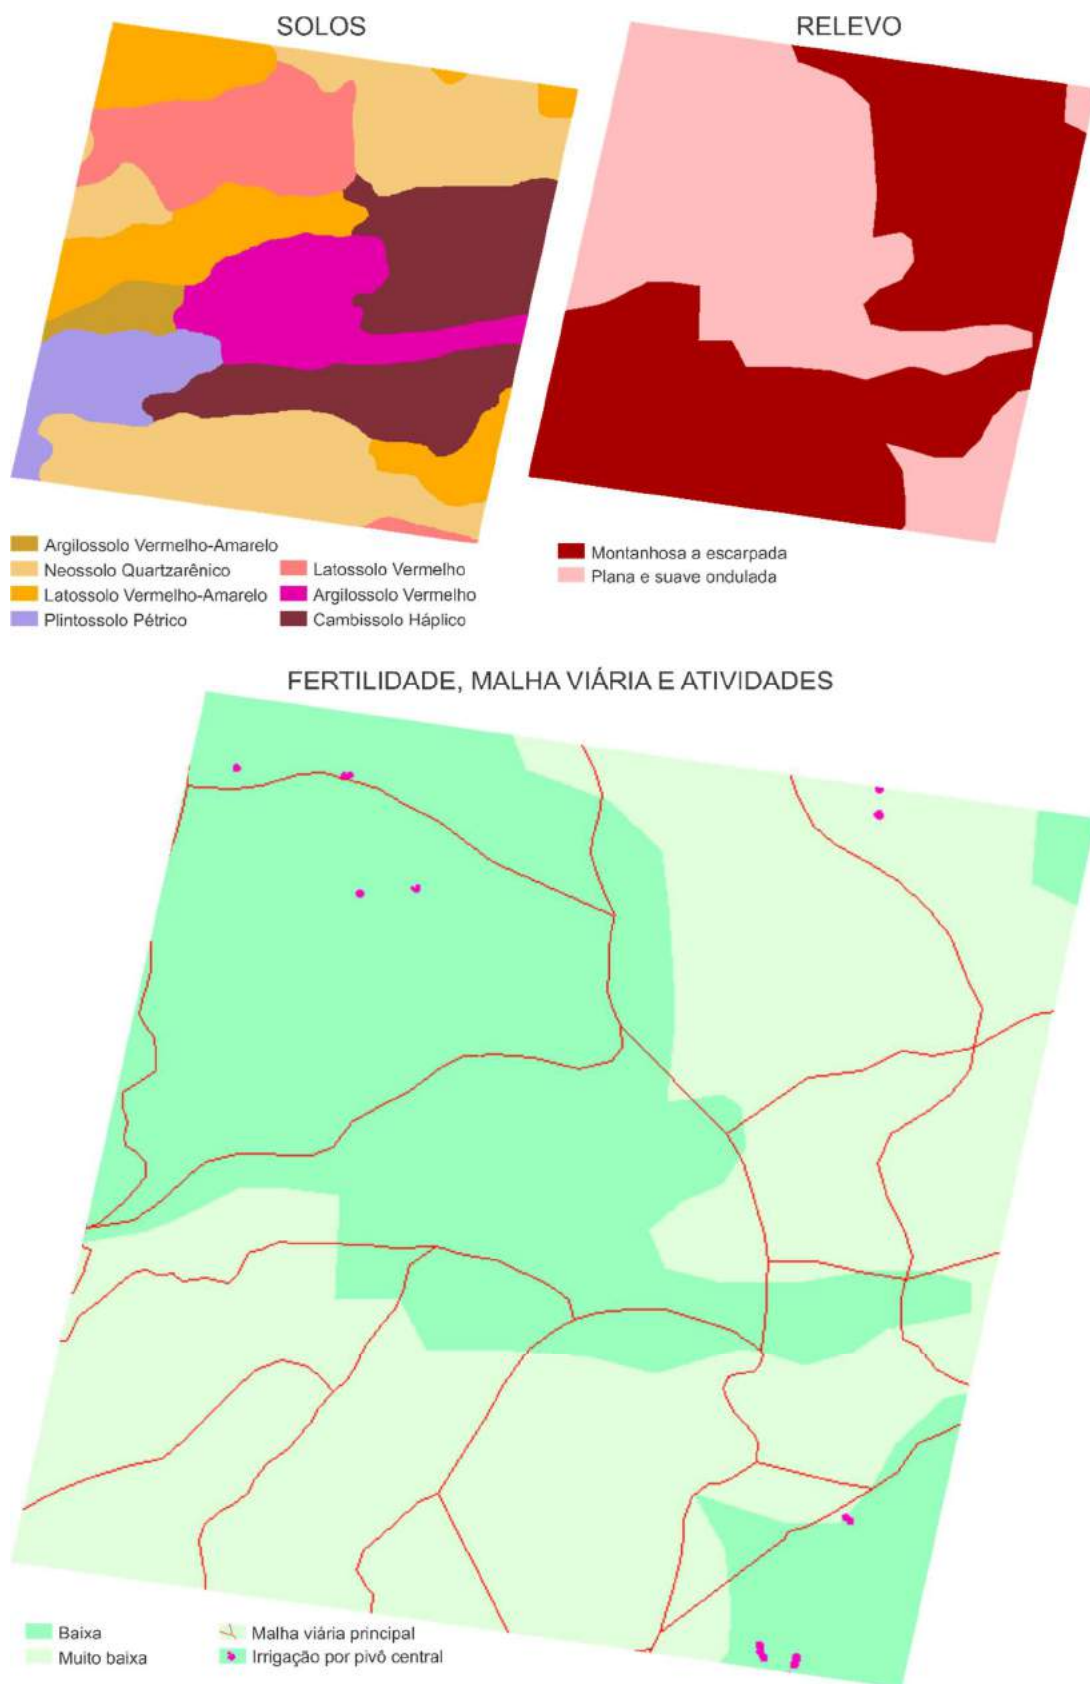 SOLOS
RELEVO
Argilossolo Vermelho-Amarelo
Neossolo Quartzarênico
Latossolo Vermelho
Latossolo Vermelho-Amarelo
Argilossolo Vermelho
Plintossolo Pétrico
Cambissolo Háplico
Montanhosa a escarpada
Plana e suave ondulada
FERTILIDADE, MALHA VIÁRIA E ATIVIDADES
Baixa
Malha viária principal
Muito baixa
Irrigação por pivô central